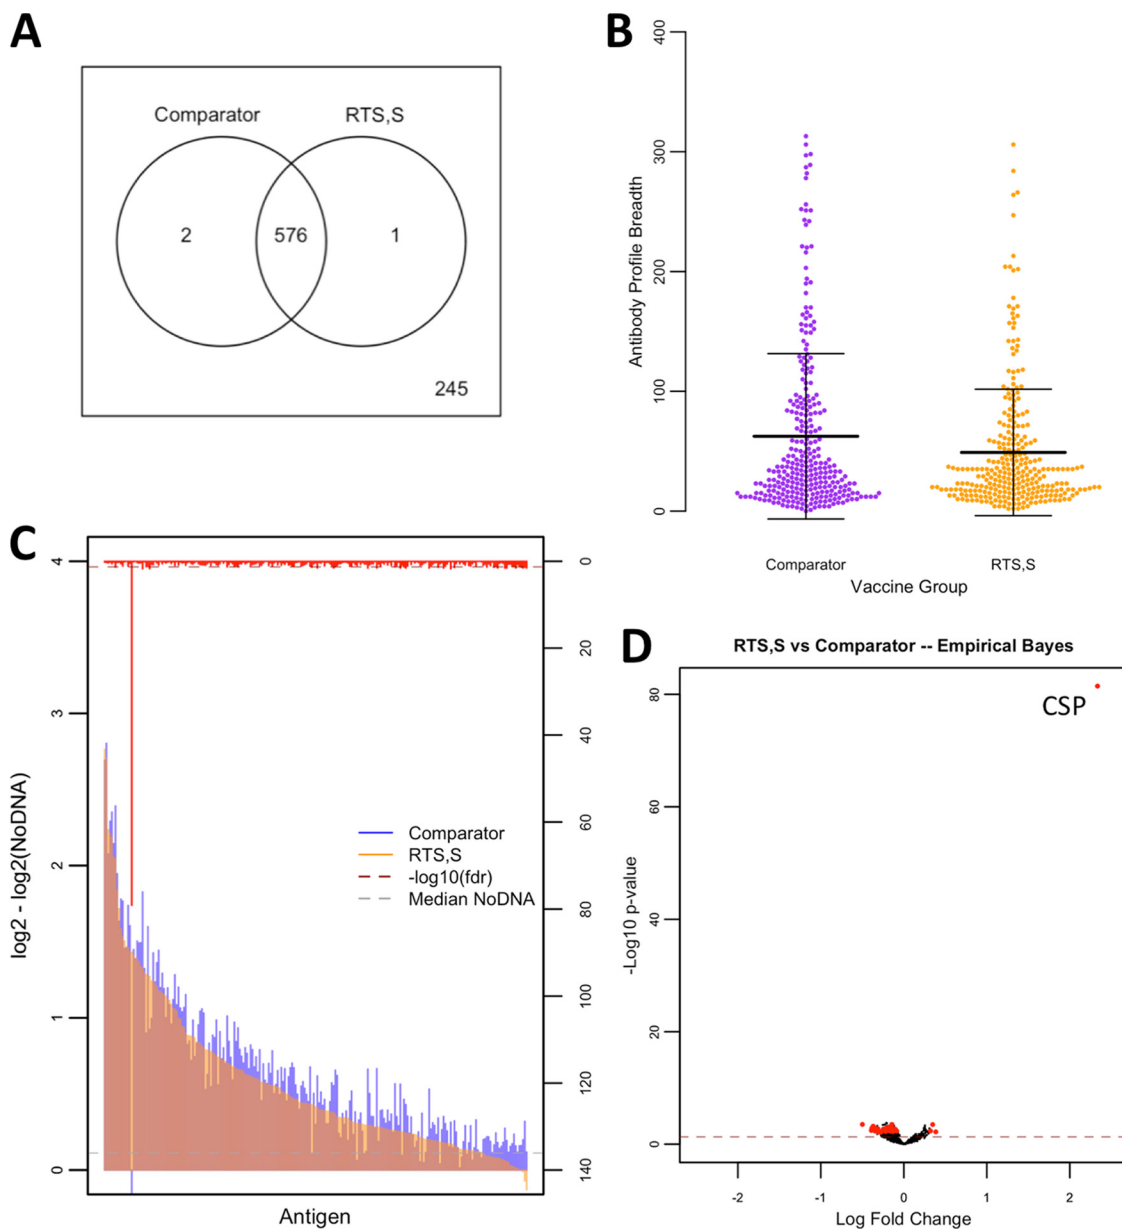 A
Comparator RTS,S
2 576 1
245
B
Antibody Profile Breadth
400
300
200
100
0
Comparator RTS,S
Vaccine Group
C
log2 - log2(NoDNA)
4
3
2
1
0
0
20
40
60
80
100
120
140
Comparator
RTS,S
-log10(fdr)
Median NoDNA
Antigen
D
RTS,S vs Comparator -- Empirical Bayes
-Log10 p-value
80
60
40
20
0
CSP
-2 -1 0 1 2
Log Fold Change